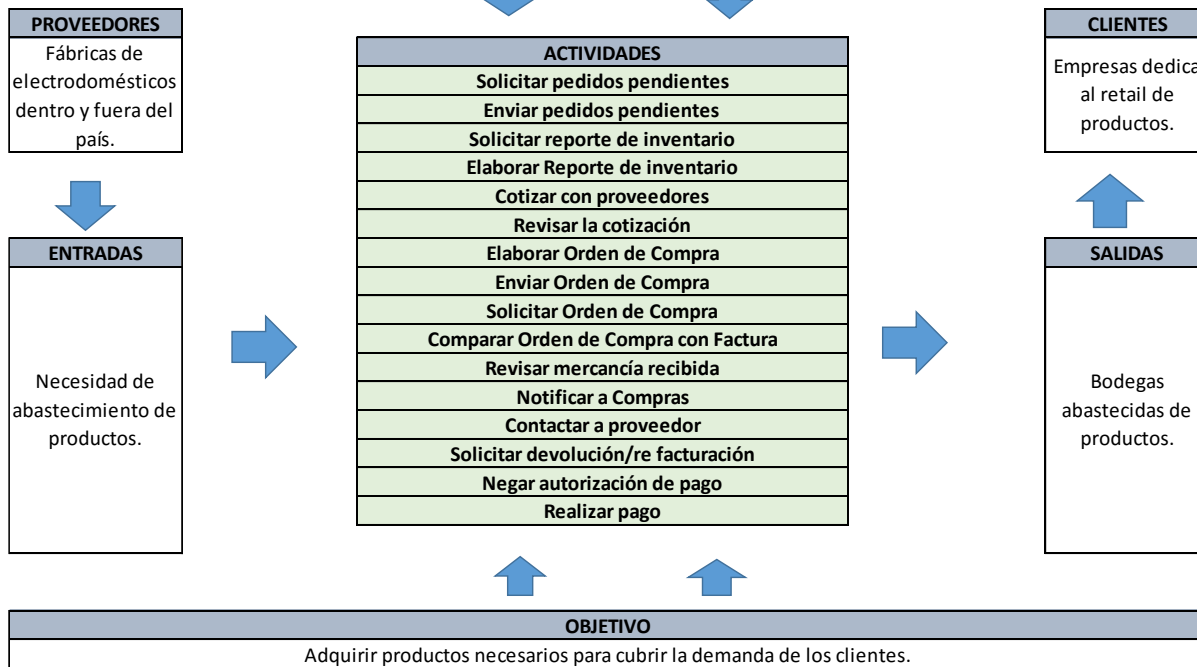 PROVEEDORES
Fábricas de
electrodomésticos
dentro y fuera del
país.
ENTRADAS
Necesidad de
abastecimiento de
productos.
ACTIVIDADES
Solicitar pedidos pendientes
Enviar pedidos pendientes
Solicitar reporte de inventario
Elaborar Reporte de inventario
Cotizar con proveedores
Revisar la cotización
Elaborar Orden de Compra
Enviar Orden de Compra
Solicitar Orden de Compra
Comparar Orden de Compra con Factura
Revisar mercancía recibida
Notificar a Compras
Contactar a proveedor
Solicitar devolución/re facturación
Negar autorización de pago
Realizar pago
CLIENTES
Empresas dedica
al retail de
productos.
SALIDAS
Bodegas
abastecidas de
productos.
OBJETIVO
Adquirir productos necesarios para cubrir la demanda de los clientes.